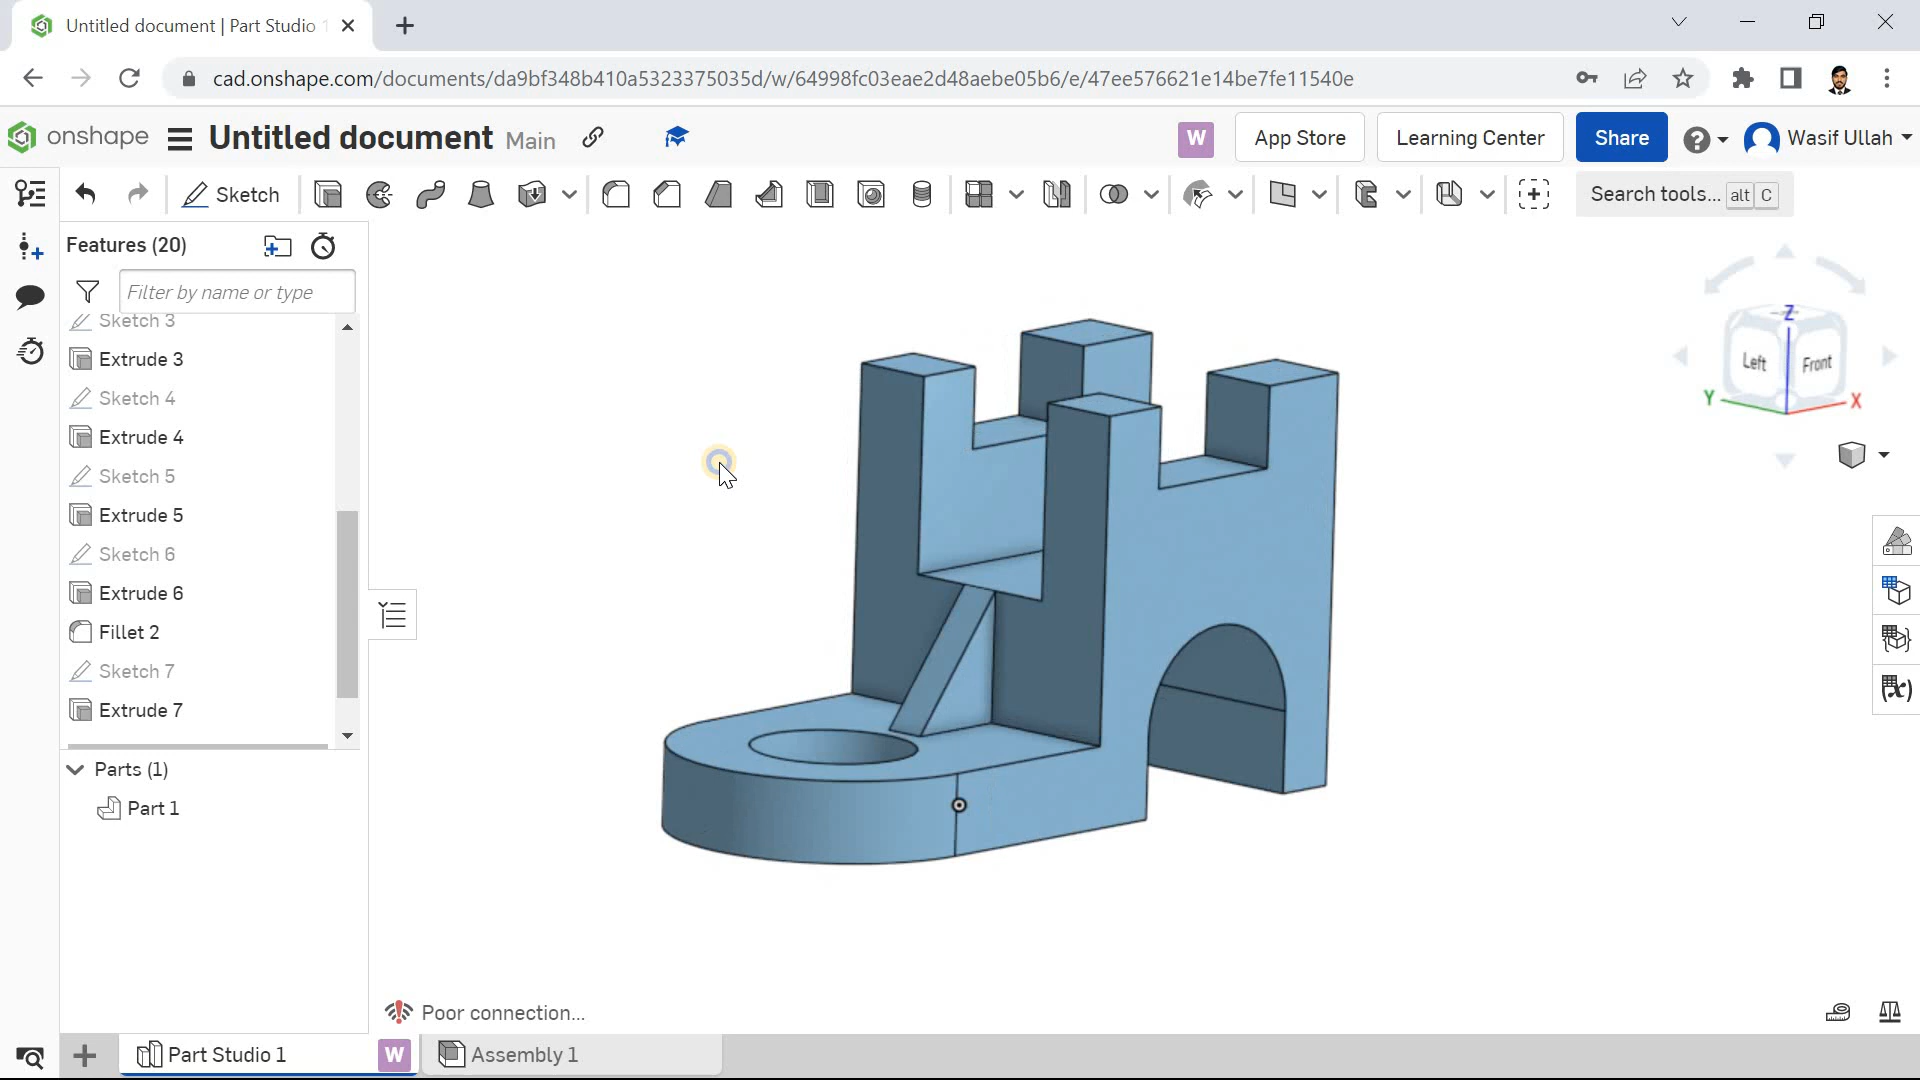 Untitled document | Part Studio 1
cad.onshape.com/documents/da9bf348b410a5323375035d/w/64998fc03eae2d48aebe05b6/e/47ee576621e14be7fe11540e
onshape Untitled document Main W App Store Learning Center Share Wasif Ullah
Sketch Search tools... alt C
Features (20)
Filter by name or type
Sketch 3
Extrude 3
Sketch 4
Extrude 4
Sketch 5
Extrude 5
Sketch 6
Extrude 6
Fillet 2
Sketch 7
Extrude 7
Parts (1)
Part 1
Z
Left Front
Y X
Poor connection...
Part Studio 1 W Assembly 1